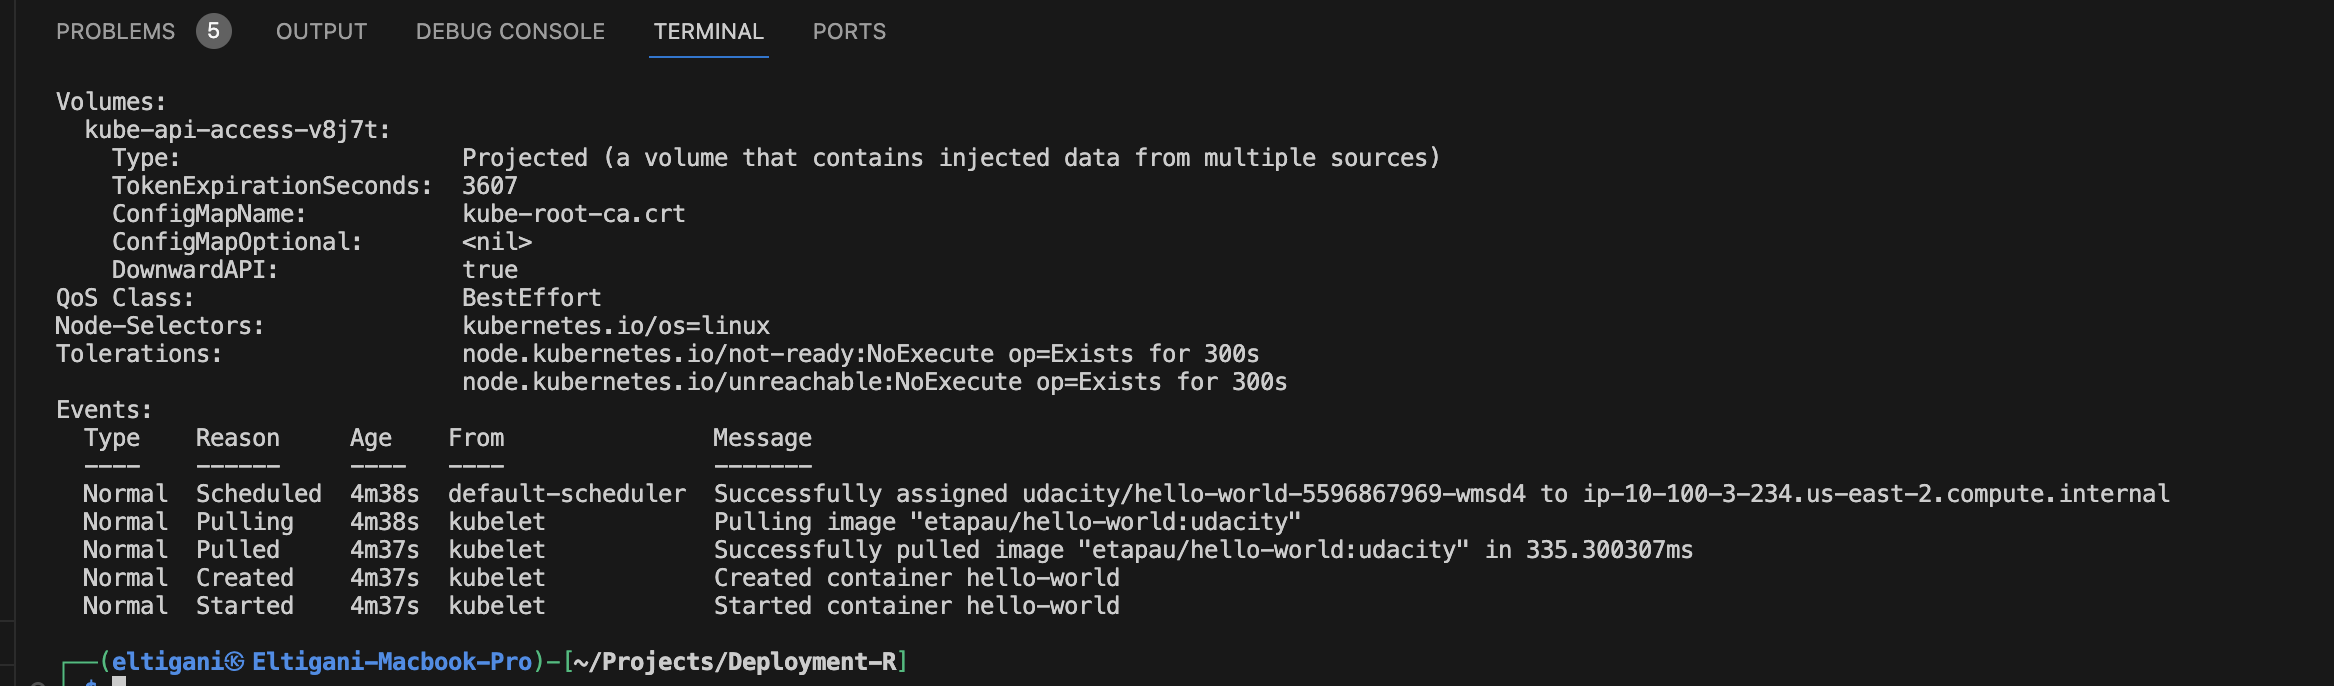 PROBLEMS 5 OUTPUT DEBUG CONSOLE TERMINAL PORTS
Volumes:
  kube-api-access-v8j7t:
    Type:                    Projected (a volume that contains injected data from multiple sources)
    TokenExpirationSeconds:  3607
    ConfigMapName:           kube-root-ca.crt
    ConfigMapOptional:       <nil>
    DownwardAPI:             true
QoS Class:                   BestEffort
Node-Selectors:              kubernetes.io/os=linux
Tolerations:                 node.kubernetes.io/not-ready:NoExecute op=Exists for 300s
                             node.kubernetes.io/unreachable:NoExecute op=Exists for 300s
Events:
  Type    Reason     Age   From               Message
  ----    ------     ----  ----               -------
  Normal  Scheduled  4m38s default-scheduler  Successfully assigned udacity/hello-world-5596867969-wmsd4 to ip-10-100-3-234.us-east-2.compute.internal
  Normal  Pulling    4m38s kubelet            Pulling image "etapau/hello-world:udacity"
  Normal  Pulled     4m37s kubelet            Successfully pulled image "etapau/hello-world:udacity" in 335.300307ms
  Normal  Created    4m37s kubelet            Created container hello-world
  Normal  Started    4m37s kubelet            Started container hello-world
┌──(eltigani㉿Eltigani-Macbook-Pro)-[~/Projects/Deployment-R]
$